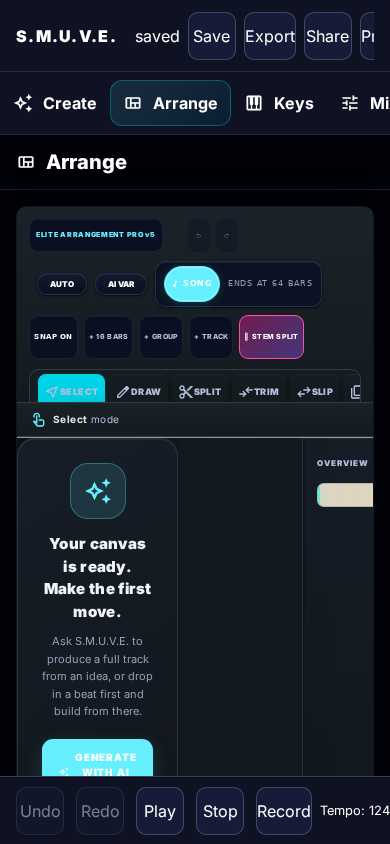 S.M.U.V.E. saved Save Export Share Pr
Create Arrange Keys Mi
Arrange
ELITE ARRANGEMENT PRO v5
AUTO AI VAR SONG ENDS AT 64 BARS
SNAP ON + 16 BARS + GROUP + TRACK STEM SPLIT
SELECT DRAW SPLIT TRIM SLIP
Select mode
OVERVIEW
Your canvas
is ready.
Make the first
move.
Ask S.M.U.V.E. to
produce a full track
from an idea, or drop
in a beat first and
build from there.
GENERATE
WITH AI
Undo Redo Play Stop Record Tempo: 124